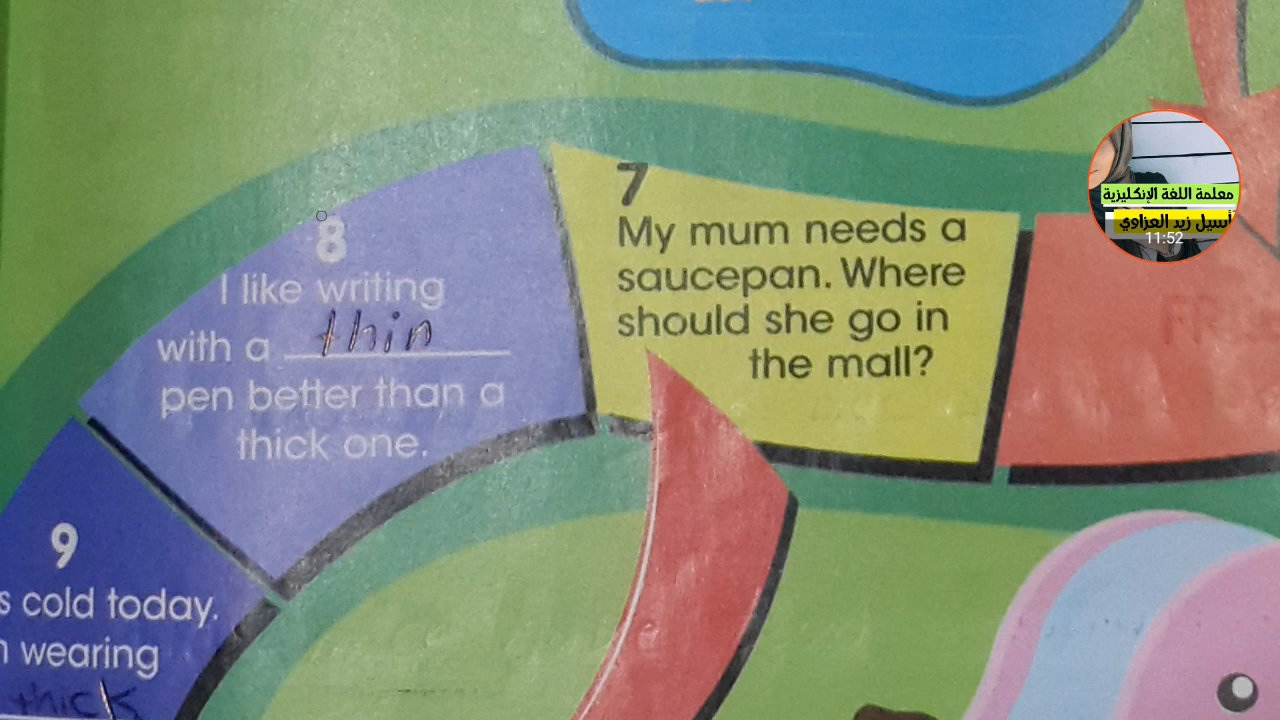 7
My mum needs a
saucepan. Where
should she go in
the mall?
8
I like writing
with a thin
pen better than a
thick one.
9
s cold today.
wearing
thick
معلمة اللغة الإنكليزية
أسيل زيد العزاوي
11:52